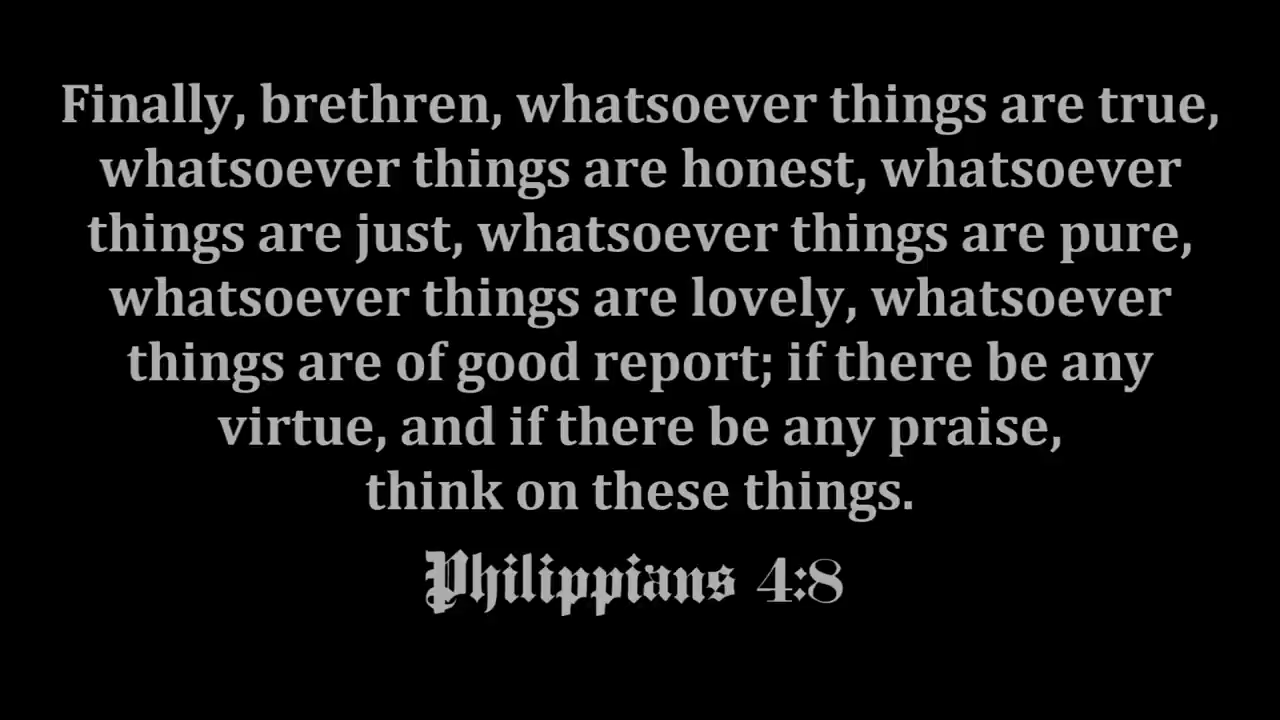 Finally, brethren, whatsoever things are true,
whatsoever things are honest, whatsoever
things are just, whatsoever things are pure,
whatsoever things are lovely, whatsoever
things are of good report; if there be any
virtue, and if there be any praise,
think on these things.
Philippians 4:8